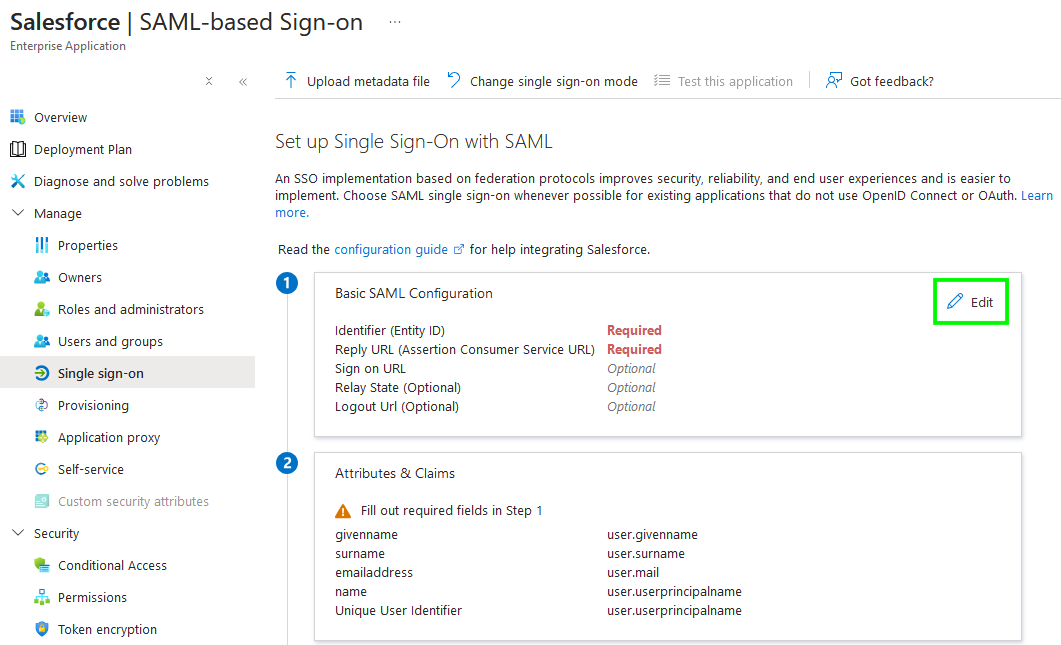 Salesforce | SAML-based Sign-on ...
Enterprise Application
Upload metadata file Change single sign-on mode Test this application Got feedback?
Overview
Deployment Plan
Diagnose and solve problems
Manage
Properties
Owners
Roles and administrators
Users and groups
Single sign-on
Provisioning
Application proxy
Self-service
Custom security attributes
Security
Conditional Access
Permissions
Token encryption
Set up Single Sign-On with SAML
An SSO implementation based on federation protocols improves security, reliability, and end user experiences and is easier to
implement. Choose SAML single sign-on whenever possible for existing applications that do not use OpenID Connect or OAuth. Learn
more.
Read the configuration guide for help integrating Salesforce.
1
Basic SAML Configuration
Edit
Identifier (Entity ID) Required
Reply URL (Assertion Consumer Service URL) Required
Sign on URL Optional
Relay State (Optional) Optional
Logout Url (Optional) Optional
2
Attributes & Claims
Fill out required fields in Step 1
givenname user.givenname
surname user.surname
emailaddress user.mail
name user.userprincipalname
Unique User Identifier user.userprincipalname